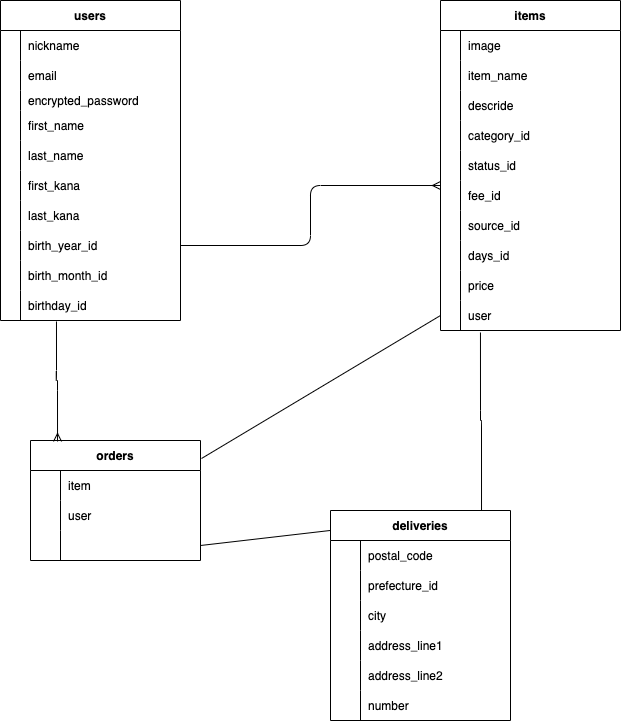 users
nickname
email
encrypted_password
first_name
last_name
first_kana
last_kana
birth_year_id
birth_month_id
birthday_id
items
image
item_name
descride
category_id
status_id
fee_id
source_id
days_id
price
user
orders
item
user
deliveries
postal_code
prefecture_id
city
address_line1
address_line2
number